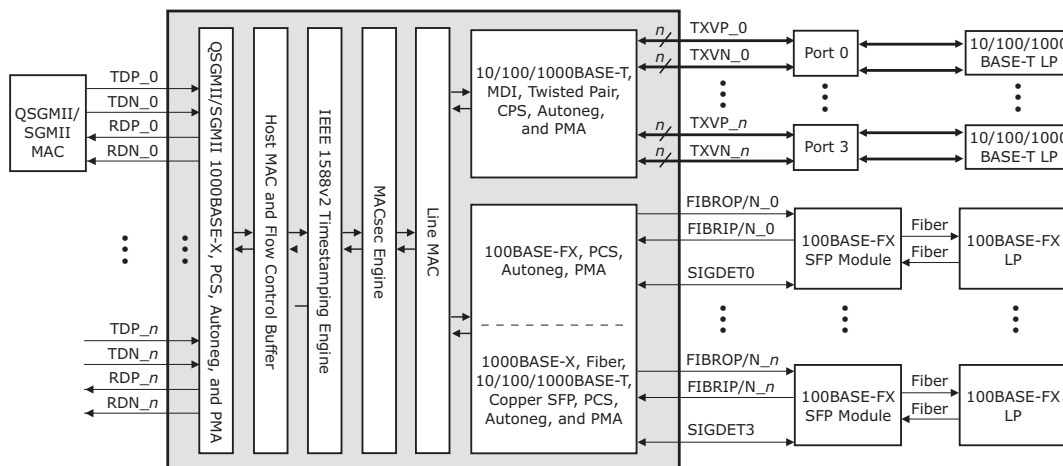 QSGMII/
SGMII
MAC
TDP_0
TDN_0
RDP_0
RDN_0
TDP_n
TDN_n
RDP_n
RDN_n
QSGMII/SGMII 1000BASE-X, PCS, Autoneg, and PMA
Host MAC and Flow Control Buffer
IEEE 1588v2 Timestamping Engine
MACsec Engine
Line MAC
10/100/1000BASE-T,
MDI, Twisted Pair,
CPS, Autoneg,
and PMA
n
TXVP_0
n
TXVN_0
n
TXVP_n
n
TXVN_n
Port 0
Port 3
10/100/1000
BASE-T LP
10/100/1000
BASE-T LP
100BASE-FX, PCS,
Autoneg, PMA
1000BASE-X, Fiber,
10/100/1000BASE-T,
Copper SFP, PCS,
Autoneg, and PMA
FIBROP/N_0
FIBRIP/N_0
SIGDET0
100BASE-FX
SFP Module
Fiber
Fiber
100BASE-FX
LP
FIBROP/N_n
FIBRIP/N_n
SIGDET3
100BASE-FX
SFP Module
Fiber
Fiber
100BASE-FX
LP